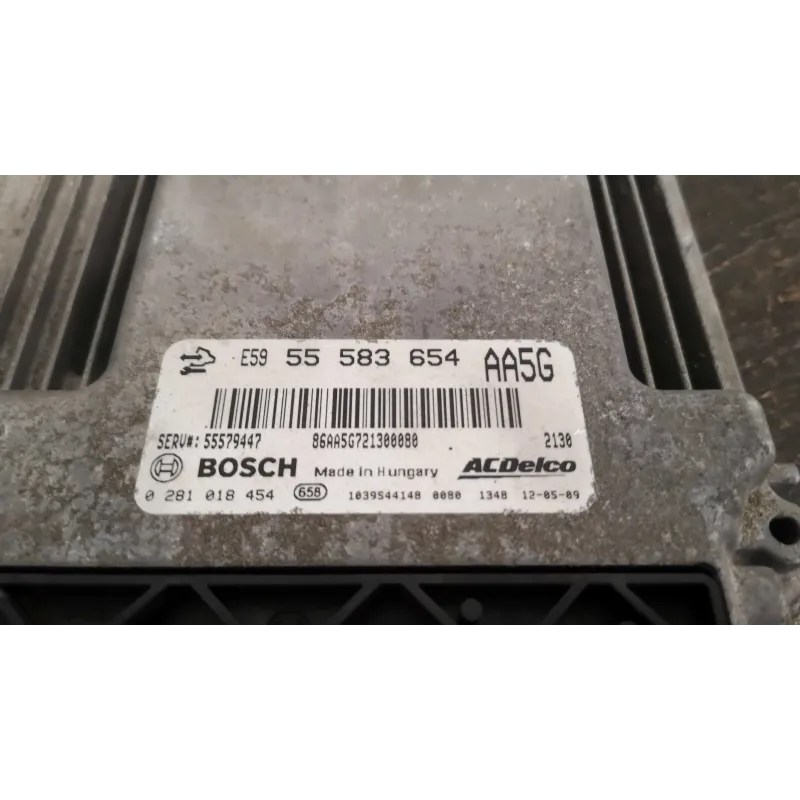 E59 55 583 654 AA5G
SERV#: 55579447 86AA5G721300080 2130
BOSCH Made in Hungary ACDelco
0 281 018 454 658 1039S44148 0080 1348 12-05-09